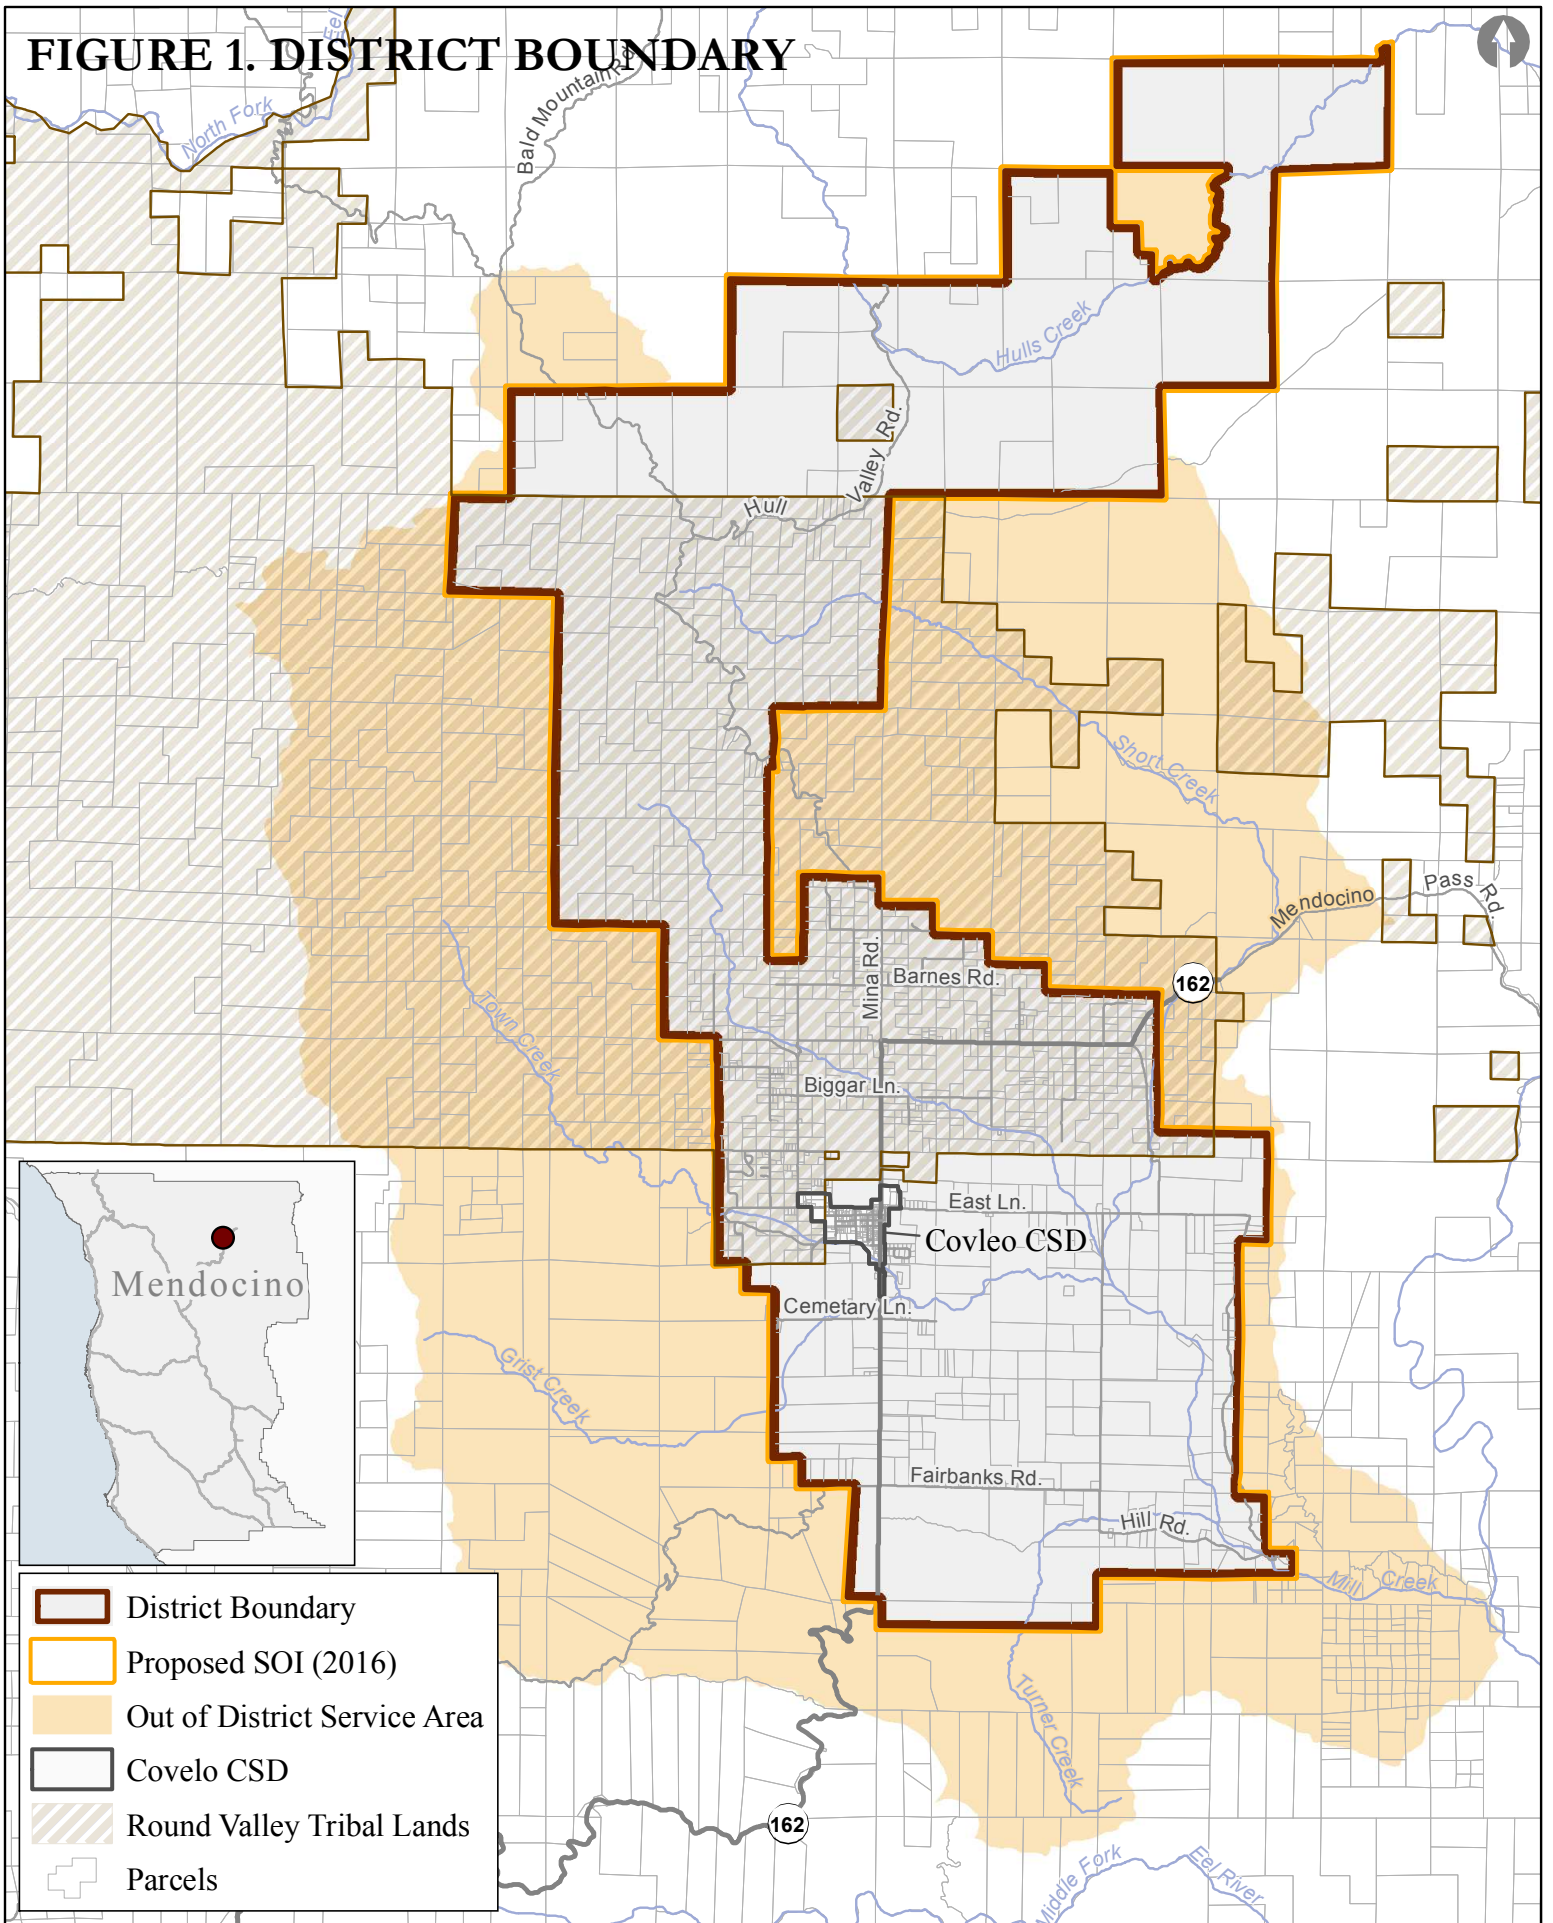 FIGURE 1. DISTRICT BOUNDARY
Eel
North Fork
Bald Mountain Rd.
Hulls Creek
Hull Valley Rd.
Short Creek
Mendocino Pass Rd.
162
Mina Rd.
Barnes Rd.
Town Creek
Biggar Ln.
East Ln.
Covleo CSD
Mendocino
Cemetary Ln.
Grist Creek
Fairbanks Rd.
Hill Rd.
Mill Creek
Turner Creek
162
Middle Fork
Eel River
District Boundary
Proposed SOI (2016)
Out of District Service Area
Covelo CSD
Round Valley Tribal Lands
Parcels